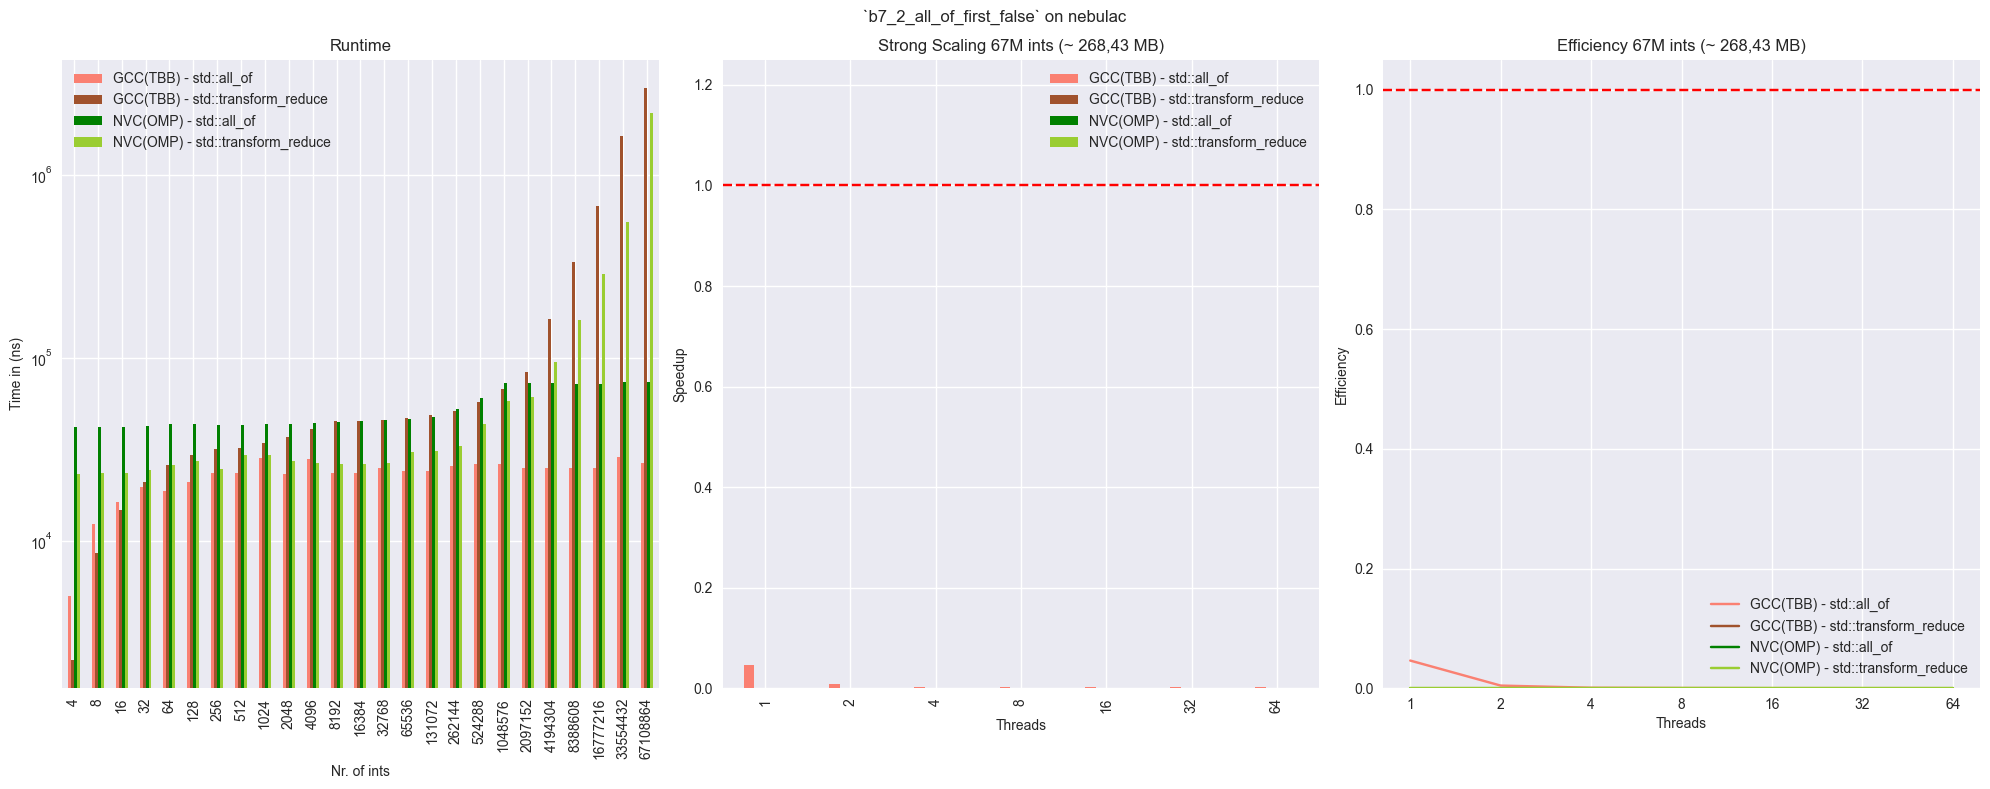 `b7_2_all_of_first_false` on nebulac
Runtime
GCC(TBB) - std::all_of
GCC(TBB) - std::transform_reduce
NVC(OMP) - std::all_of
NVC(OMP) - std::transform_reduce
Time in (ns)
10^6
10^5
10^4
4 8 16 32 64 128 256 512 1024 2048 4096 8192 16384 32768 65536 131072 262144 524288 1048576 2097152 4194304 8388608 16777216 33554432 67108864
Nr. of ints
Strong Scaling 67M ints (~ 268,43 MB)
GCC(TBB) - std::all_of
GCC(TBB) - std::transform_reduce
NVC(OMP) - std::all_of
NVC(OMP) - std::transform_reduce
Speedup
1.2
1.0
0.8
0.6
0.4
0.2
0.0
1 2 4 8 16 32 64
Threads
Efficiency 67M ints (~ 268,43 MB)
Efficiency
1.0
0.8
0.6
0.4
0.2
0.0
GCC(TBB) - std::all_of
GCC(TBB) - std::transform_reduce
NVC(OMP) - std::all_of
NVC(OMP) - std::transform_reduce
1 2 4 8 16 32 64
Threads